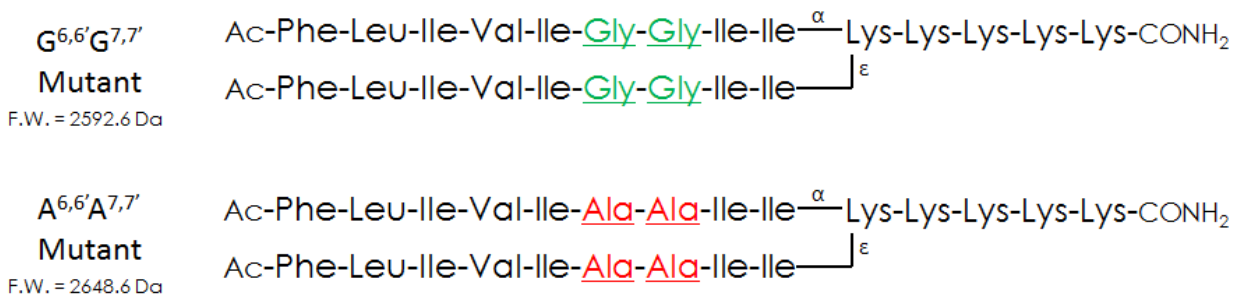 G6,6'G7,7'
Mutant
F.W. = 2592.6 Da
Ac-Phe-Leu-Ile-Val-Ile-Gly-Gly-Ile-Ile—α—Lys-Lys-Lys-Lys-Lys-CONH2
Ac-Phe-Leu-Ile-Val-Ile-Gly-Gly-Ile-Ile—ε
A6,6'A7,7'
Mutant
F.W. = 2648.6 Da
Ac-Phe-Leu-Ile-Val-Ile-Ala-Ala-Ile-Ile—α—Lys-Lys-Lys-Lys-Lys-CONH2
Ac-Phe-Leu-Ile-Val-Ile-Ala-Ala-Ile-Ile—ε